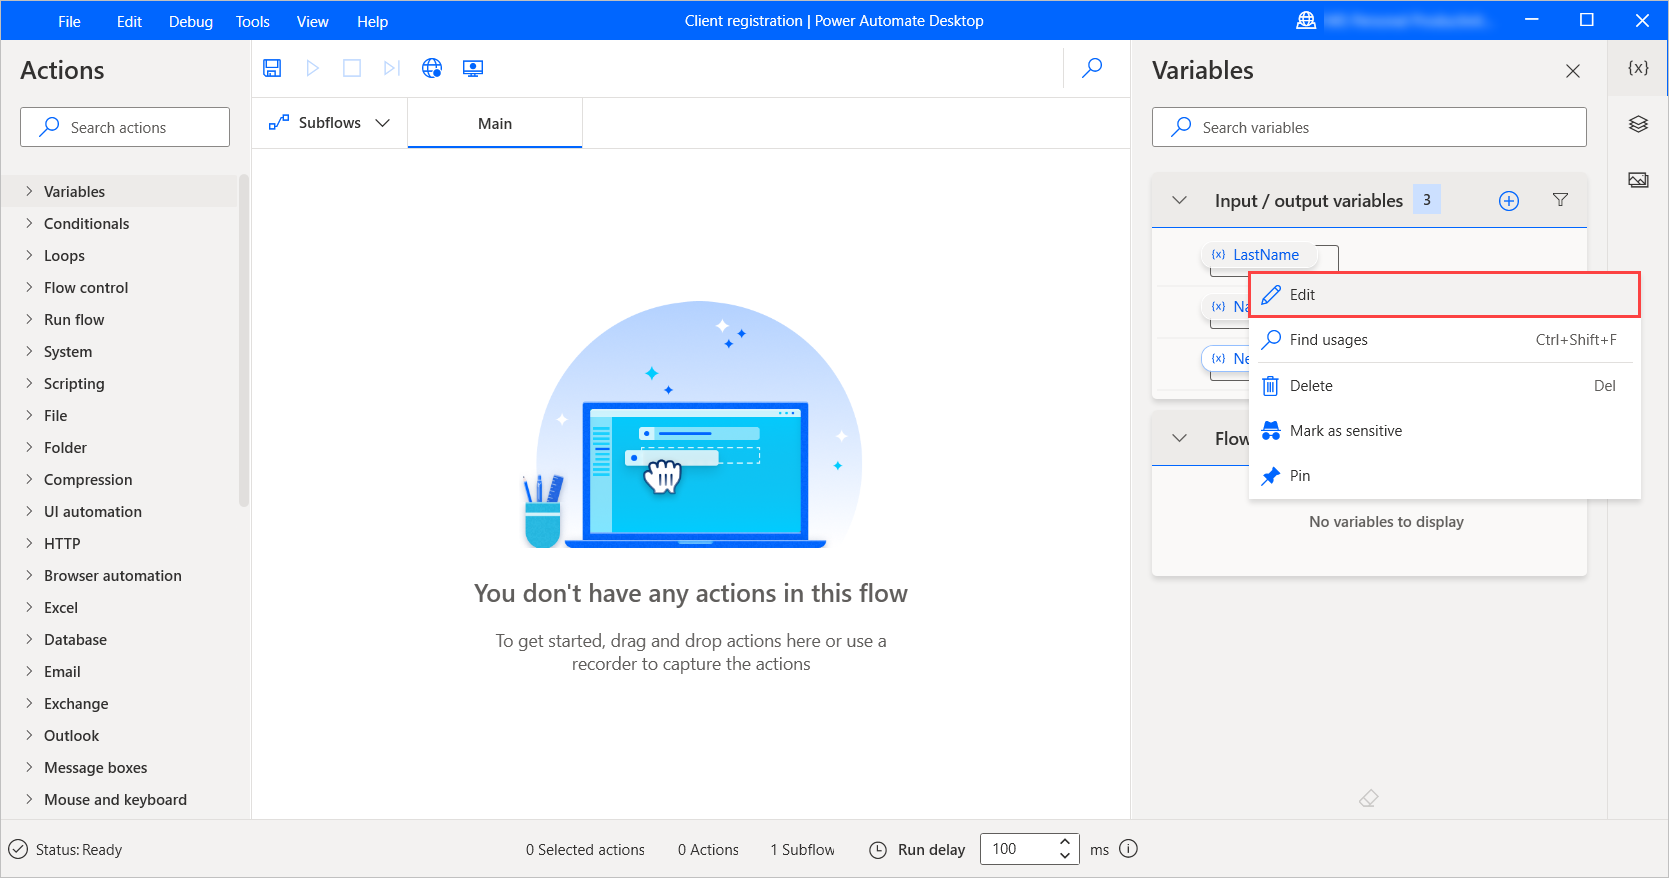 File Edit Debug Tools View Help
Client registration | Power Automate Desktop
Actions
Search actions
Variables
Conditionals
Loops
Flow control
Run flow
System
Scripting
File
Folder
Compression
UI automation
HTTP
Browser automation
Excel
Database
Email
Exchange
Outlook
Message boxes
Mouse and keyboard
Subflows
Main
You don't have any actions in this flow
To get started, drag and drop actions here or use a
recorder to capture the actions
Variables
{x}
Search variables
Input / output variables 3
{x} LastName
{x} Na
{x} Ne
Edit
Find usages Ctrl+Shift+F
Delete Del
Mark as sensitive
Pin
Flow
No variables to display
Status: Ready
0 Selected actions 0 Actions 1 Subflow Run delay 100 ms